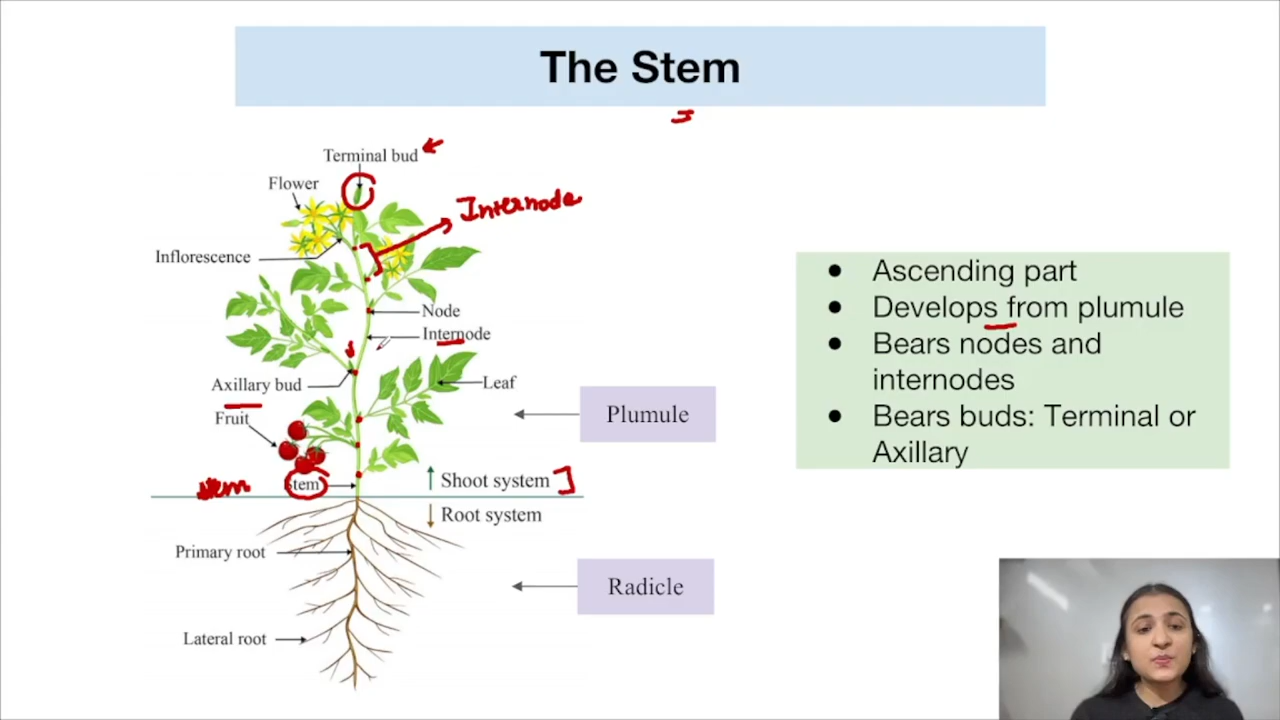 The Stem
Terminal bud
Flower
Internode
Inflorescence
Node
Internode
Axillary bud
Leaf
Fruit
Plumule
stem
Stem
Shoot system
Root system
Primary root
Radicle
Lateral root
● Ascending part
● Develops from plumule
● Bears nodes and
internodes
● Bears buds: Terminal or
Axillary